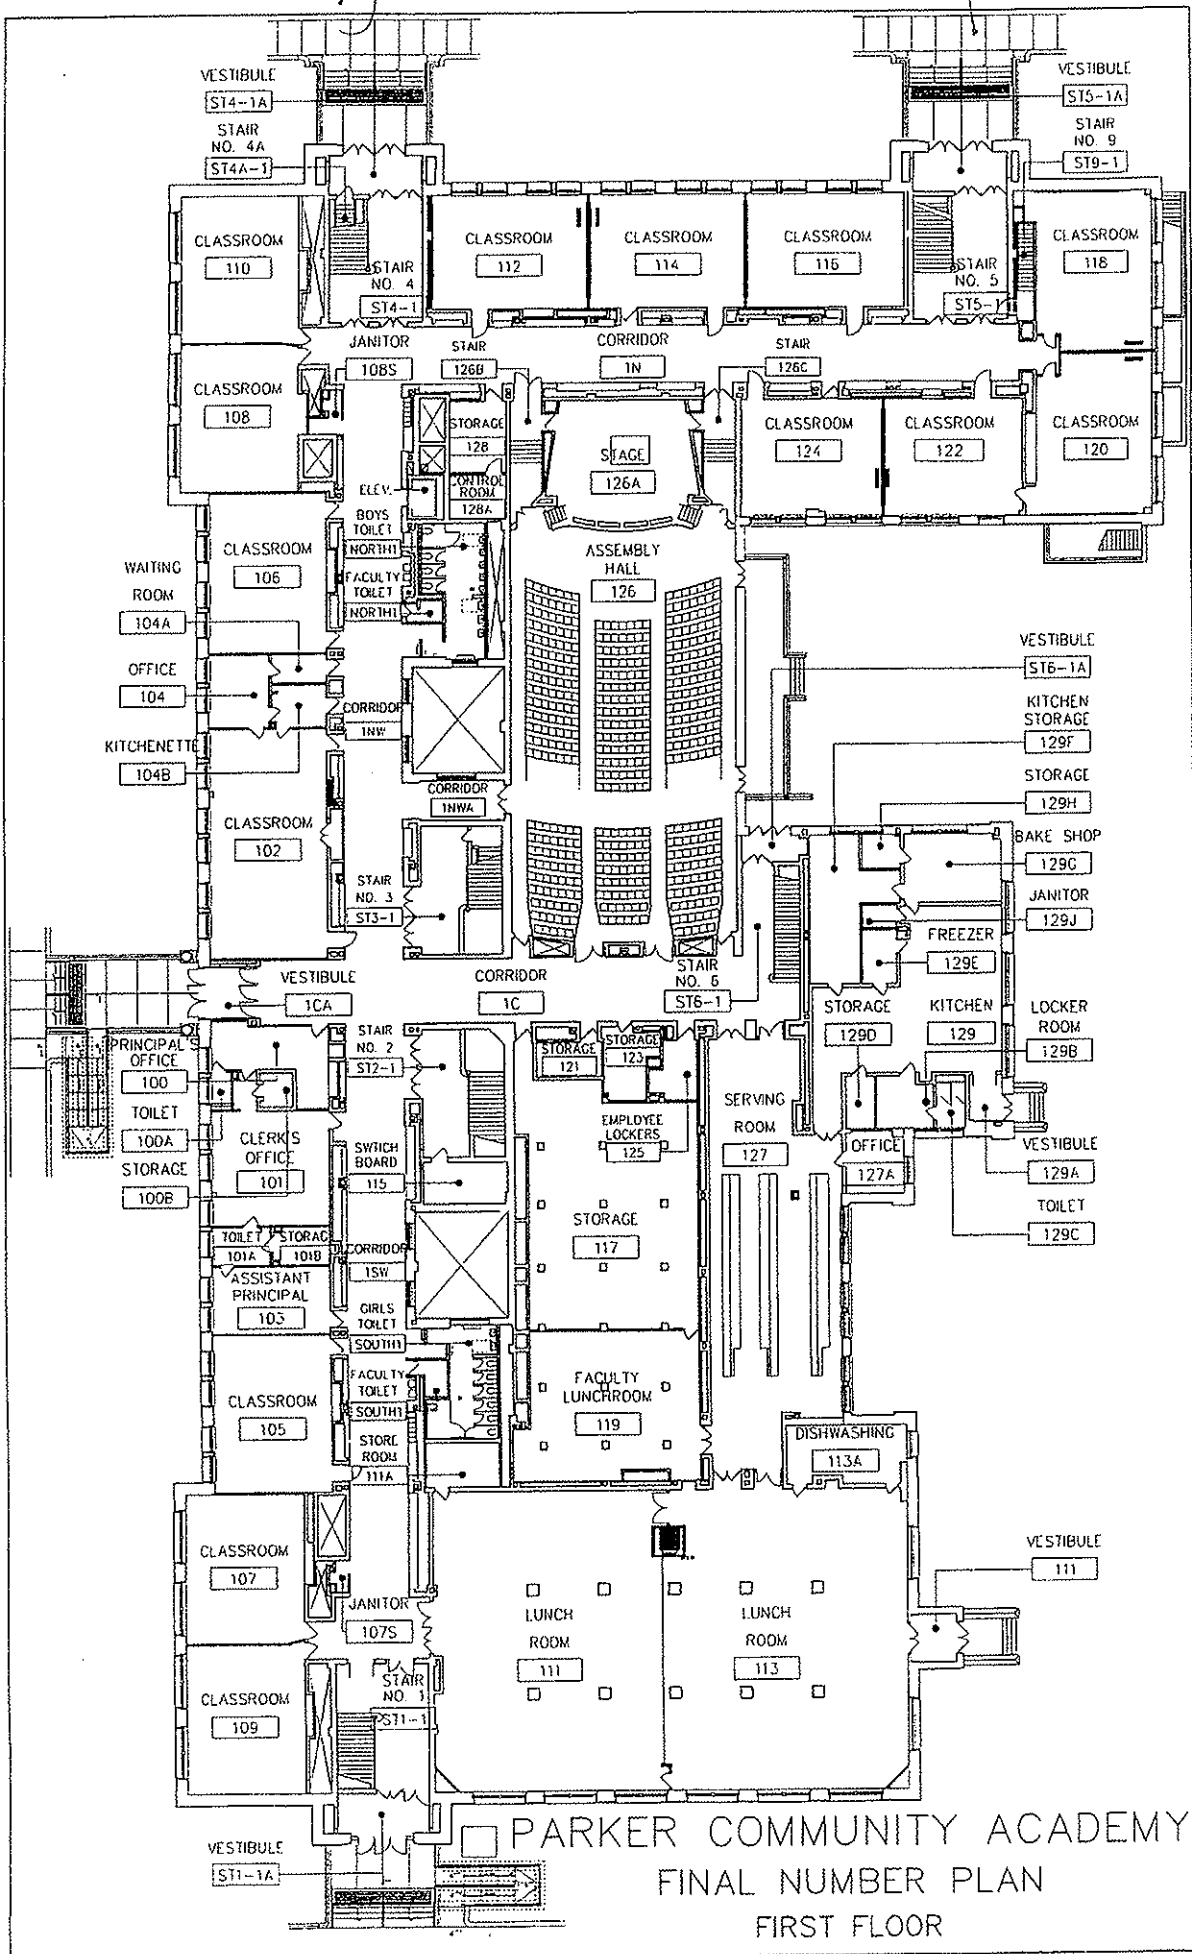 VESTIBULE
ST4-1A
STAIR
NO. 4A
ST4A-1
VESTIBULE
ST5-1A
STAIR
NO. 9
ST9-1
CLASSROOM
110
STAIR
NO. 4
ST4-1
CLASSROOM
112
CLASSROOM
114
CLASSROOM
116
STAIR
NO. 5
ST5-1
CLASSROOM
118
JANITOR
108S
STAIR
126B
CORRIDOR
1N
STAIR
126C
CLASSROOM
108
STORAGE
128
STAGE
126A
CLASSROOM
124
CLASSROOM
122
CLASSROOM
120
ELEV.
CONTROL
ROOM
128A
BOYS
TOILET
NORTH1
CLASSROOM
106
FACULTY
TOILET
NORTH1
ASSEMBLY
HALL
126
WAITING
ROOM
104A
OFFICE
104
KITCHENETTE
104B
CORRIDOR
1NW
CORRIDOR
1NWA
VESTIBULE
ST6-1A
KITCHEN
STORAGE
129F
STORAGE
129H
BAKE SHOP
129G
JANITOR
129J
FREEZER
129E
CLASSROOM
102
STAIR
NO. 3
ST3-1
VESTIBULE
1CA
CORRIDOR
1C
STAIR
NO. 6
ST6-1
STORAGE
129D
KITCHEN
129
LOCKER
ROOM
129B
PRINCIPAL'S
OFFICE
100
TOILET
100A
STORAGE
100B
STAIR
NO. 2
ST2-1
STORAGE
121
STORAGE
123
SERVING
ROOM
127
EMPLOYEE
LOCKERS
125
OFFICE
127A
VESTIBULE
129A
TOILET
129C
CLERK'S
OFFICE
101
SWITCH
BOARD
115
STORAGE
117
TOILET
101A
STORAG
101B
CORRIDOR
1SW
ASSISTANT
PRINCIPAL
103
GIRLS
TOILET
SOUTH1
CLASSROOM
105
FACULTY
TOILET
SOUTH1
FACULTY
LUNCHROOM
119
STORE
ROOM
111A
DISHWASHING
113A
CLASSROOM
107
JANITOR
107S
LUNCH
ROOM
111
LUNCH
ROOM
113
VESTIBULE
111
CLASSROOM
109
STAIR
NO. 1
ST1-1
VESTIBULE
ST1-1A
PARKER COMMUNITY ACADEMY
FINAL NUMBER PLAN
FIRST FLOOR